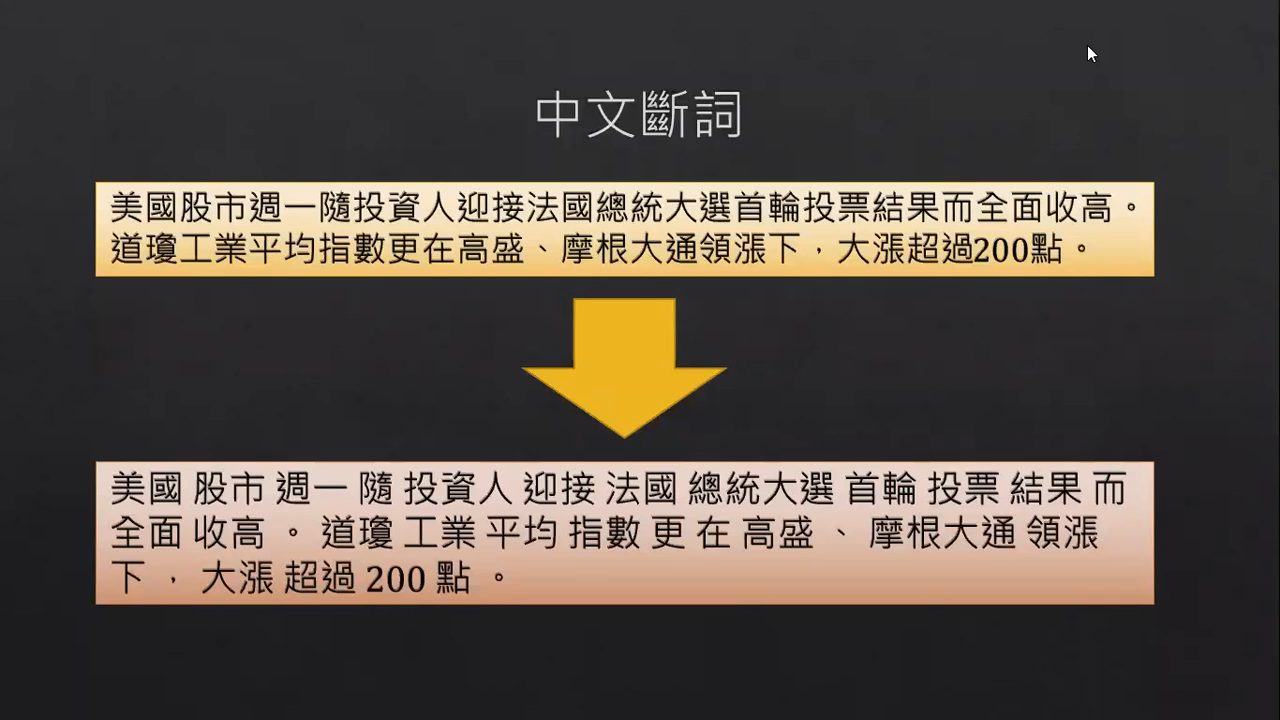 中文斷詞
美國股市週一隨投資人迎接法國總統大選首輪投票結果而全面收高。
道瓊工業平均指數更在高盛、摩根大通領漲下，大漲超過200點。
美國 股市 週一 隨 投資人 迎接 法國 總統大選 首輪 投票 結果 而
全面 收高 。 道瓊 工業 平均 指數 更 在 高盛 、 摩根大通 領漲
下 ， 大漲 超過 200 點 。